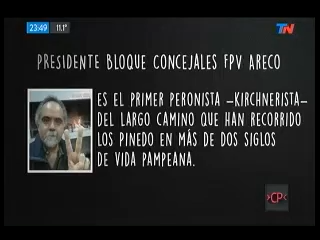 23:49 11.1°
TN
PRESIDENTE BLOQUE CONCEJALES FPV ARECO
ES EL PRIMER PERONISTA –KIRCHNERISTA–
DEL LARGO CAMINO QUE HAN RECORRIDO
LOS PINEDO EN MÁS DE DOS SIGLOS
DE VIDA PAMPEANA.
›CP‹